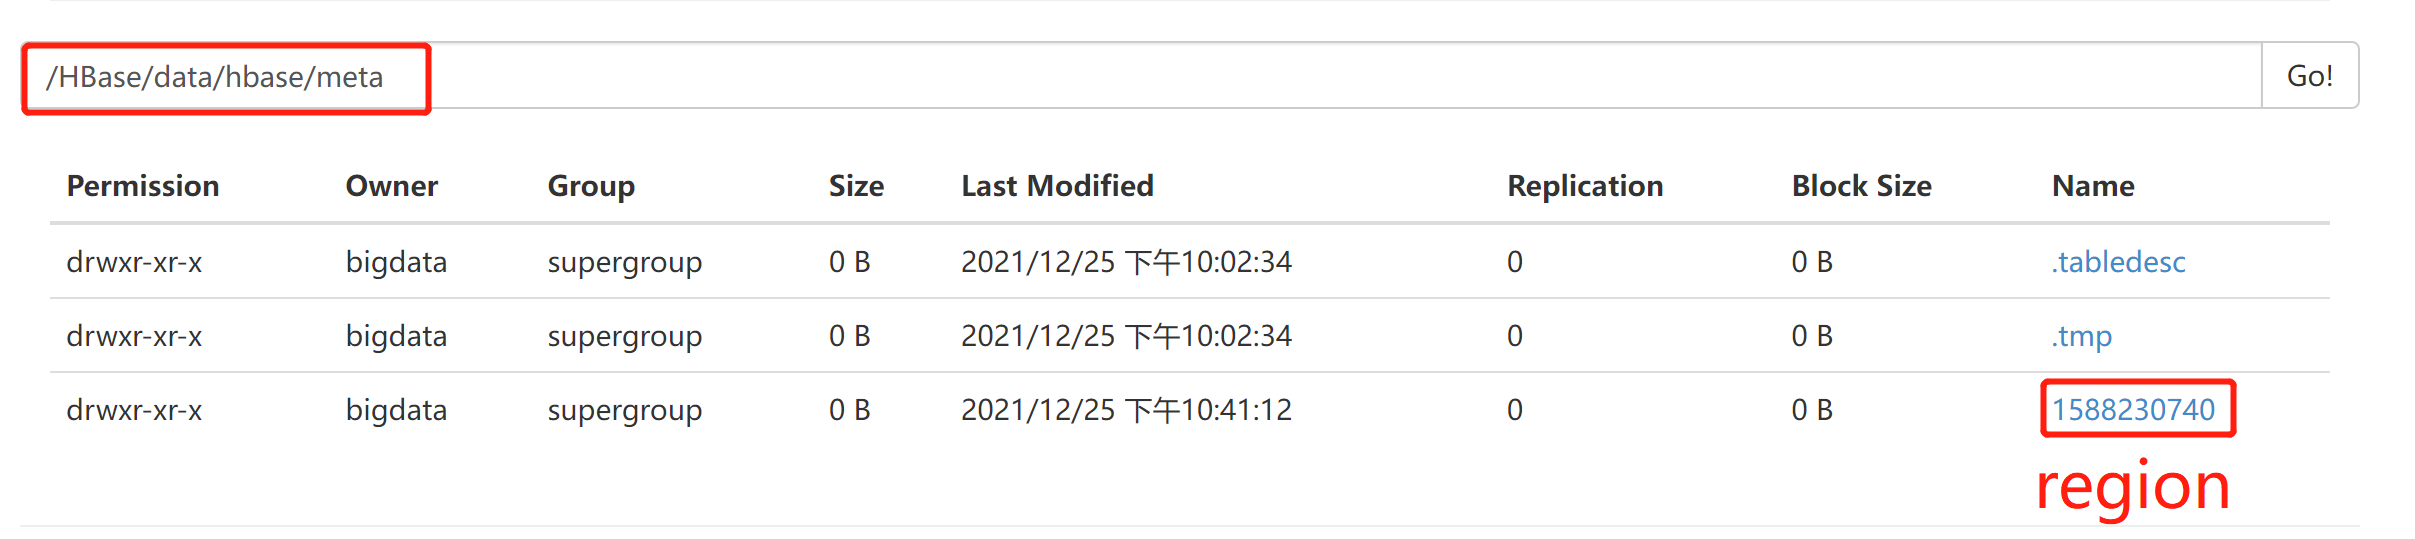 /HBase/data/hbase/meta Go!
Permission Owner Group Size Last Modified Replication Block Size Name
drwxr-xr-x bigdata supergroup 0 B 2021/12/25 下午10:02:34 0 0 B .tabledesc
drwxr-xr-x bigdata supergroup 0 B 2021/12/25 下午10:02:34 0 0 B .tmp
drwxr-xr-x bigdata supergroup 0 B 2021/12/25 下午10:41:12 0 0 B 1588230740
region